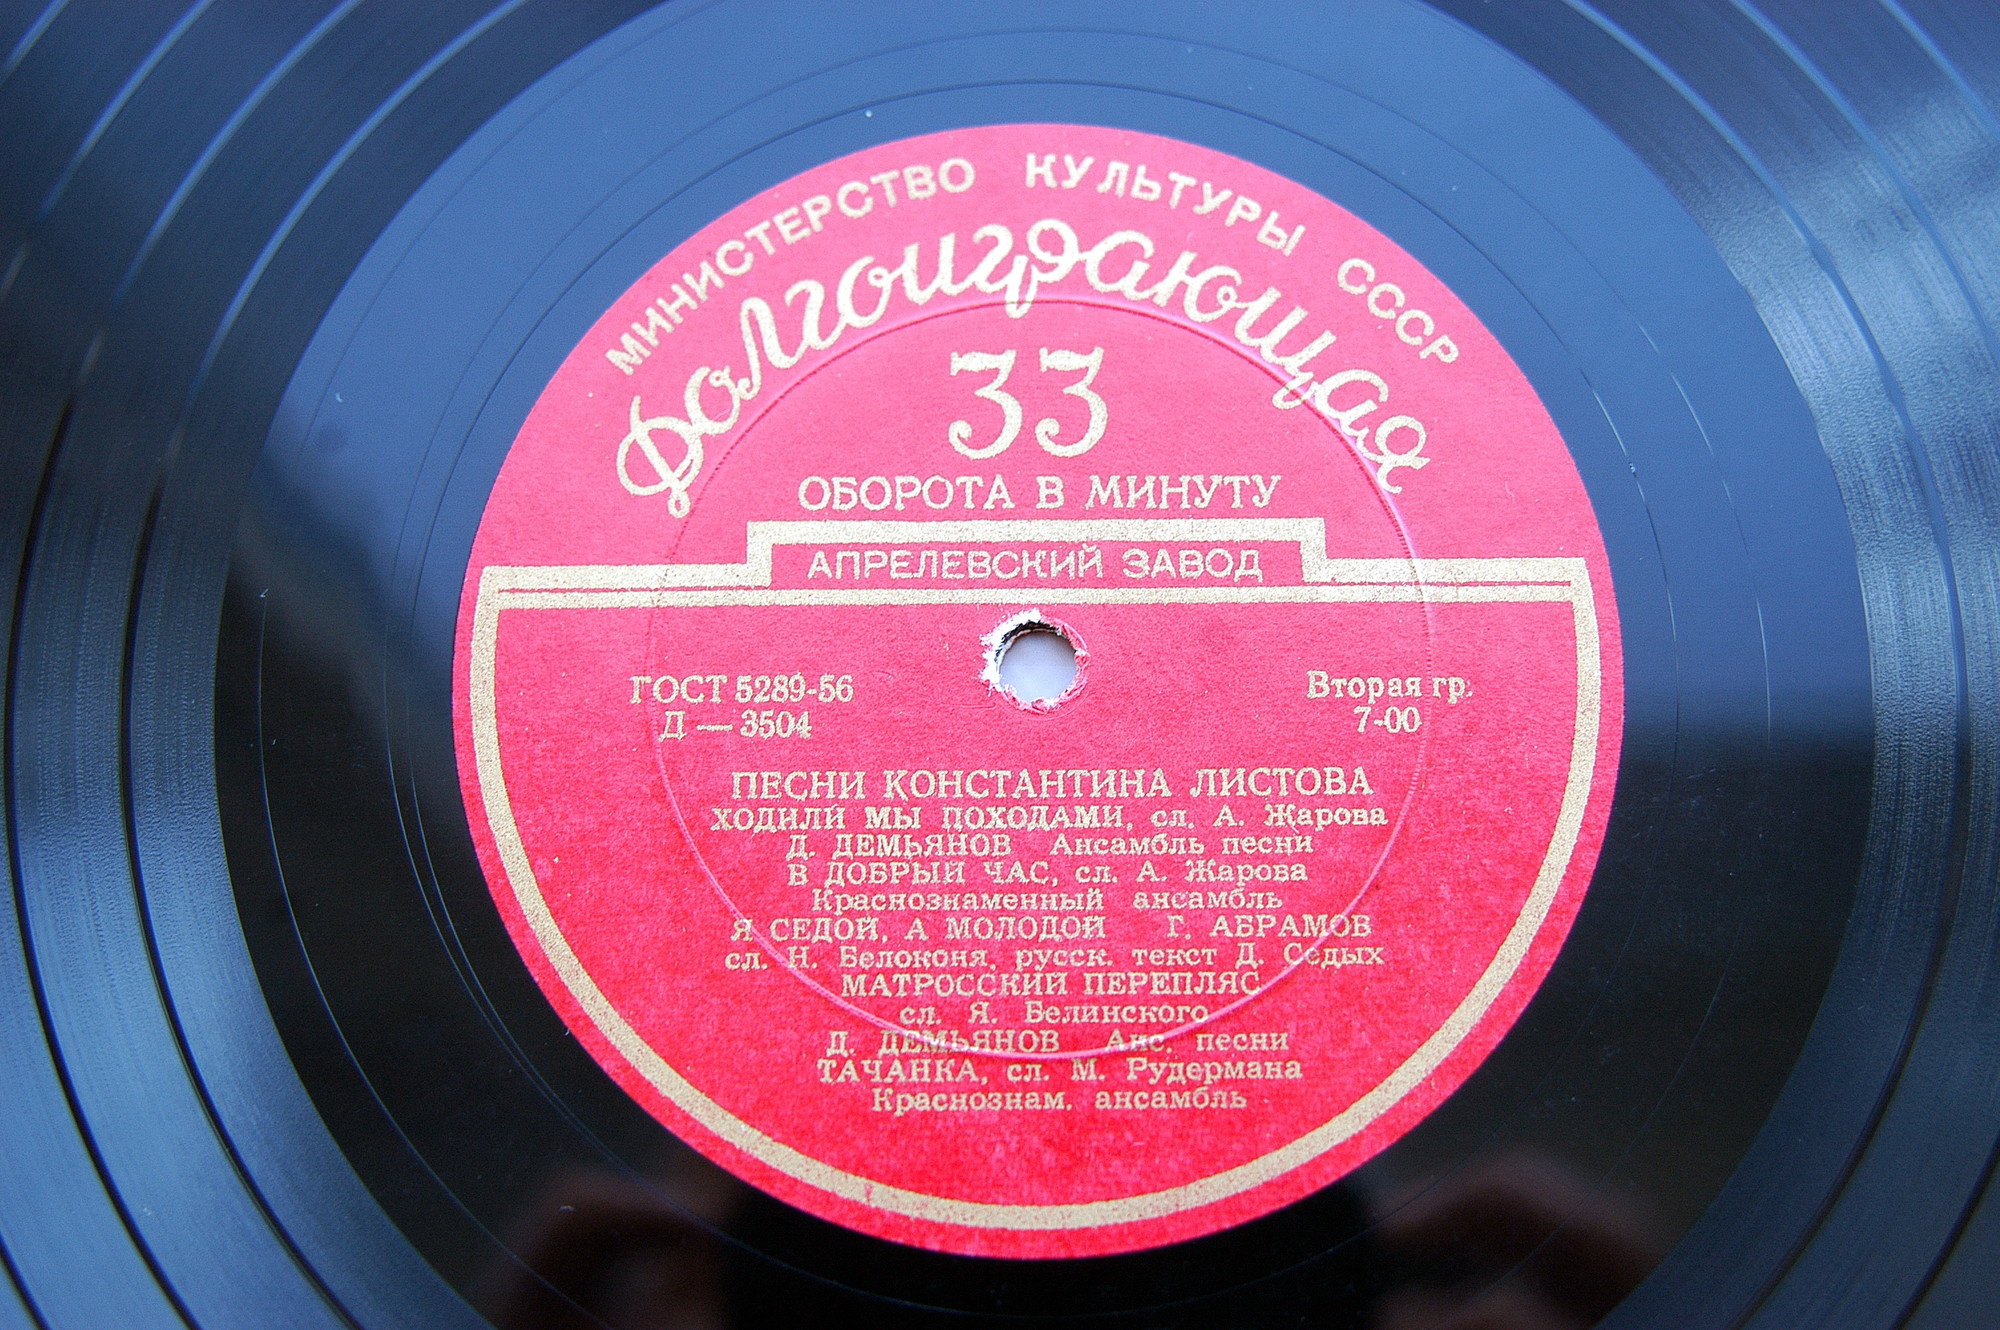 МИНИСТЕРСТВО КУЛЬТУРЫ СССР
Долгоиграющая
33
ОБОРОТА В МИНУТУ
АПРЕЛЕВСКИЙ ЗАВОД
ГОСТ 5289-56
Д — 3504
Вторая гр.
7-00
ПЕСНИ КОНСТАНТИНА ЛИСТОВА
ХОДИЛИ МЫ ПОХОДАМИ, сл. А. Жарова
Д. ДЕМЬЯНОВ Ансамбль песни
В ДОБРЫЙ ЧАС, сл. А. Жарова
Краснознаменный ансамбль
Я СЕДОЙ, А МОЛОДОЙ Г. АБРАМОВ
сл. Н. Белоконя, русск. текст Д. Седых
МАТРОССКИЙ ПЕРЕПЛЯС
сл. Я. Белинского
Д. ДЕМЬЯНОВ Анс. песни
ТАЧАНКА, сл. М. Рудермана
Краснознам. ансамбль